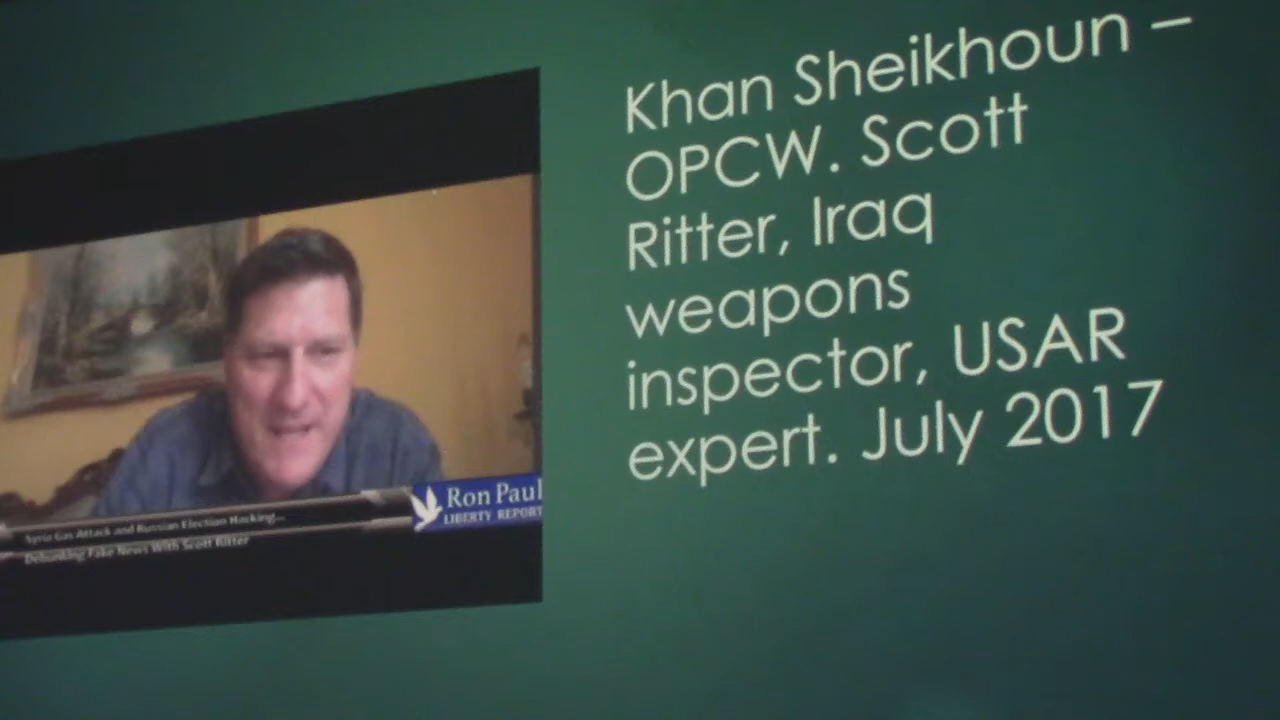 Khan Sheikhoun –
OPCW. Scott
Ritter, Iraq
weapons
inspector, USAR
expert. July 2017
Ron Paul
LIBERTY REPORT
Syria Gas Attack and Russian Election Hacking...
Debunking Fake News With Scott Ritter